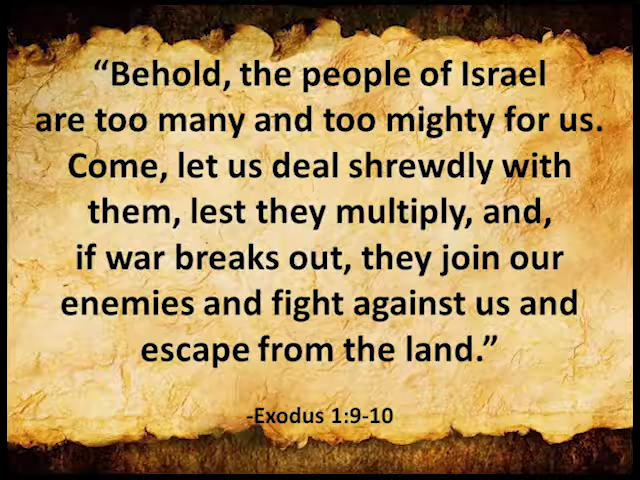 “Behold, the people of Israel
are too many and too mighty for us.
Come, let us deal shrewdly with
them, lest they multiply, and,
if war breaks out, they join our
enemies and fight against us and
escape from the land.”
-Exodus 1:9-10